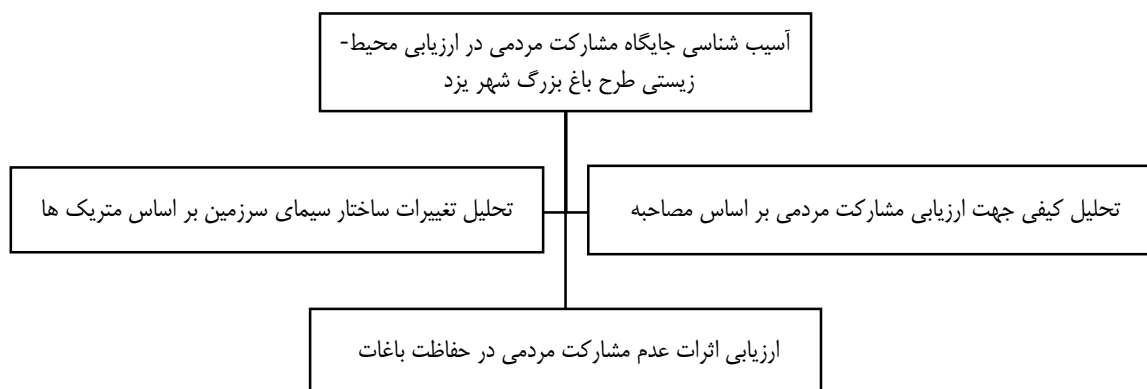 آسیب شناسی جایگاه مشارکت مردمی در ارزیابی محیط-
زیستی طرح باغ بزرگ شهر یزد
تحلیل کیفی جهت ارزیابی مشارکت مردمی بر اساس مصاحبه
تحلیل تغییرات ساختار سیمای سرزمین بر اساس متریک ها
ارزیابی اثرات عدم مشارکت مردمی در حفاظت باغات